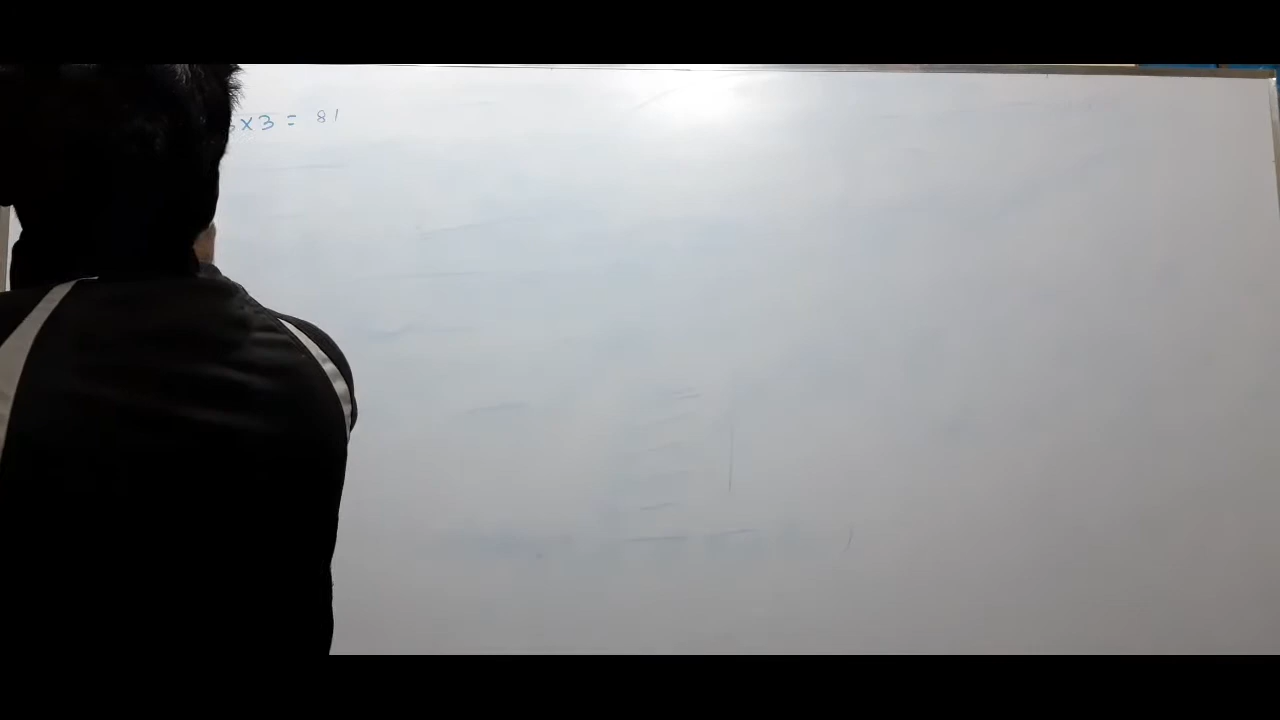 x3 = 81